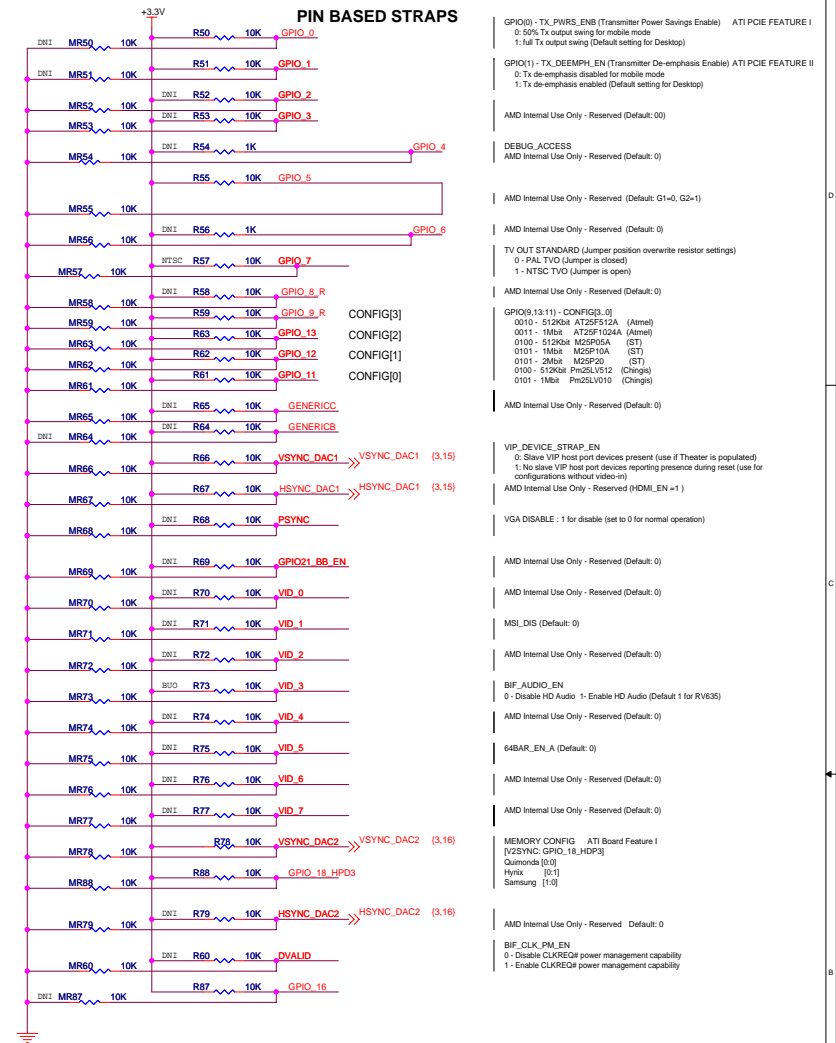 +3.3V
PIN BASED STRAPS
R50 10K GPIO_0
DNI MR50 10K
GPIO(0) - TX_PWRS_ENB (Transmitter Power Savings Enable) ATI PCIE FEATURE I
0: 50% Tx output swing for mobile mode
1: full Tx output swing (Default setting for Desktop)
R51 10K GPIO_1
DNI MR51 10K
GPIO(1) - TX_DEEMPH_EN (Transmitter De-emphasis Enable) ATI PCIE FEATURE II
0: Tx de-emphasis disabled for mobile mode
1: Tx de-emphasis enabled (Default setting for Desktop)
DNI R52 10K GPIO_2
MR52 10K
DNI R53 10K GPIO_3
MR53 10K
AMD Internal Use Only - Reserved (Default: 00)
DNI R54 1K GPIO_4
MR54 10K
DEBUG_ACCESS
AMD Internal Use Only - Reserved (Default: 0)
R55 10K GPIO_5
MR55 10K
AMD Internal Use Only - Reserved (Default: G1=0, G2=1)
D
DNI R56 1K GPIO_6
MR56 10K
AMD Internal Use Only - Reserved (Default: 0)
NTSC R57 10K GPIO_7
MR57 10K
TV OUT STANDARD (Jumper position overwrite resistor settings)
0 - PAL TVO (Jumper is closed)
1 - NTSC TVO (Jumper is open)
DNI R58 10K GPIO_8_R
MR58 10K
AMD Internal Use Only - Reserved (Default: 0)
R59 10K GPIO_9_R CONFIG[3]
MR59 10K
R63 10K GPIO_13 CONFIG[2]
MR63 10K
R62 10K GPIO_12 CONFIG[1]
MR62 10K
R61 10K GPIO_11 CONFIG[0]
MR61 10K
GPIO(9,13:11) - CONFIG[3..0]
0010 - 512Kbit AT25F512A (Atmel)
0011 - 1Mbit AT25F1024A (Atmel)
0100 - 512Kbit M25P05A (ST)
0101 - 1Mbit M25P10A (ST)
0101 - 2Mbit M25P20 (ST)
0100 - 512Kbit Pm25LV512 (Chingis)
0101 - 1Mbit Pm25LV010 (Chingis)
DNI R65 10K GENERICC
MR65 10K
AMD Internal Use Only - Reserved (Default: 0)
DNI R64 10K GENERICB
DNI MR64 10K
R66 10K VSYNC_DAC1 VSYNC_DAC1 {3,15}
MR66 10K
VIP_DEVICE_STRAP_EN
0: Slave VIP host port devices present (use if Theater is populated)
1: No slave VIP host port devices reporting presence during reset (use for
configurations without video-in)
R67 10K HSYNC_DAC1 HSYNC_DAC1 {3,15}
MR67 10K
AMD Internal Use Only - Reserved (HDMI_EN =1 )
DNI R68 10K PSYNC
MR68 10K
VGA DISABLE : 1 for disable (set to 0 for normal operation)
DNI R69 10K GPIO21_BB_EN
MR69 10K
AMD Internal Use Only - Reserved (Default: 0)
C
DNI R70 10K VID_0
MR70 10K
AMD Internal Use Only - Reserved (Default: 0)
DNI R71 10K VID_1
MR71 10K
MSI_DIS (Default: 0)
DNI R72 10K VID_2
MR72 10K
AMD Internal Use Only - Reserved (Default: 0)
BUO R73 10K VID_3
MR73 10K
BIF_AUDIO_EN
0 - Disable HD Audio 1- Enable HD Audio (Default 1 for RV635)
DNI R74 10K VID_4
MR74 10K
AMD Internal Use Only - Reserved (Default: 0)
DNI R75 10K VID_5
MR75 10K
64BAR_EN_A (Default: 0)
DNI R76 10K VID_6
MR76 10K
AMD Internal Use Only - Reserved (Default: 0)
DNI R77 10K VID_7
MR77 10K
AMD Internal Use Only - Reserved (Default: 0)
R78 10K VSYNC_DAC2 VSYNC_DAC2 {3,16}
MR78 10K
R88 10K GPIO_18_HPD3
MR88 10K
MEMORY CONFIG ATI Board Feature I
[V2SYNC: GPIO_18_HDP3]
Quimonda [0:0]
Hynix [0:1]
Samsung [1:0]
DNI R79 10K HSYNC_DAC2 HSYNC_DAC2 {3,16}
MR79 10K
AMD Internal Use Only - Reserved Default: 0
DNI R60 10K DVALID
MR60 10K
BIF_CLK_PM_EN
0 - Disable CLKREQ# power management capability
1 - Enable CLKREQ# power management capability
B
R87 10K GPIO_16
DNI MR87 10K